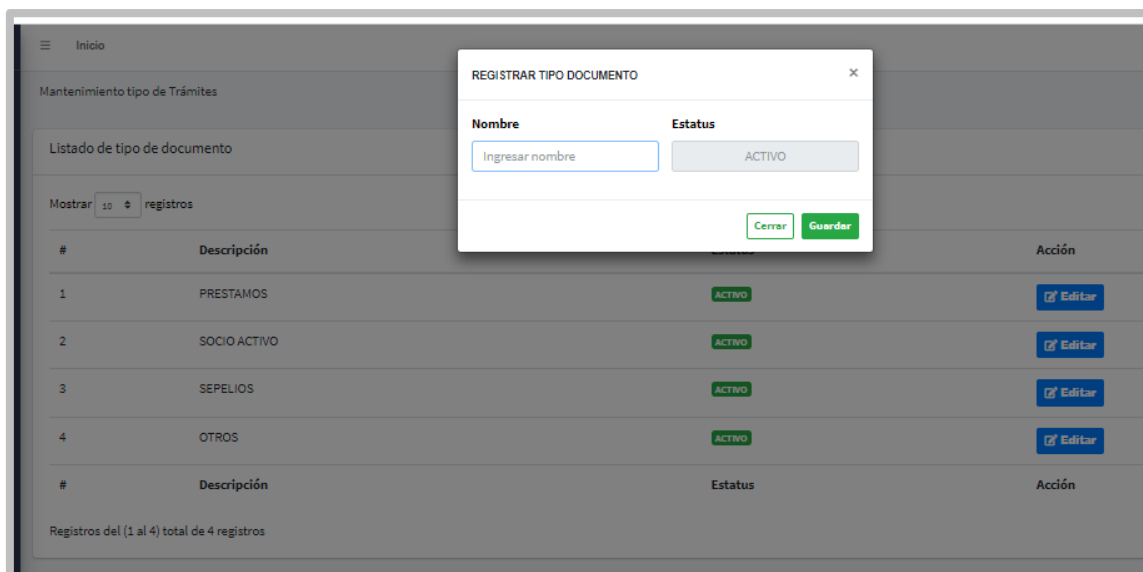 Inicio
Mantenimiento tipo de Trámites
REGISTRAR TIPO DOCUMENTO ×
Nombre Estatus
Ingresar nombre ACTIVO
Cerrar Guardar
Listado de tipo de documento
Mostrar 10 registros
# Descripción Estatus Acción
1 PRESTAMOS ACTIVO Editar
2 SOCIO ACTIVO ACTIVO Editar
3 SEPELIOS ACTIVO Editar
4 OTROS ACTIVO Editar
# Descripción Estatus Acción
Registros del (1 al 4) total de 4 registros